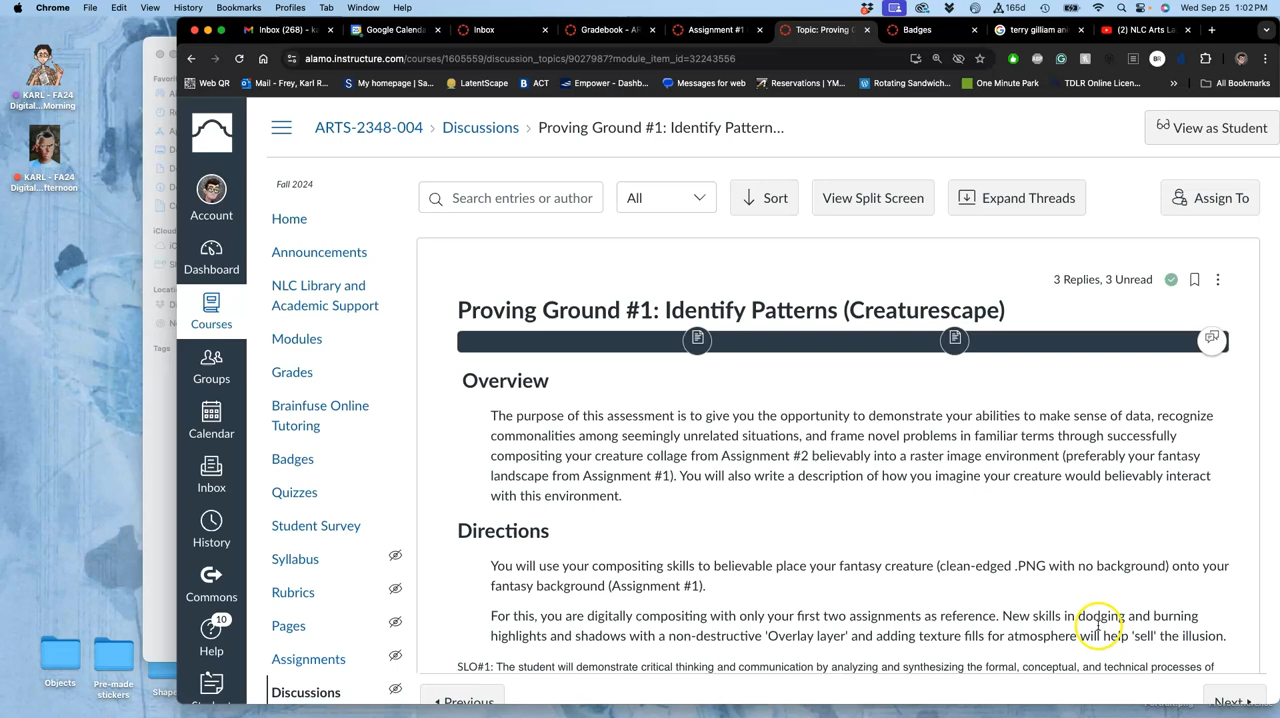 Chrome File Edit View History Bookmarks Profiles Tab Window Help 165d Wed Sep 25 1:02 PM
Inbox (268) - ka Google Calenda Inbox Gradebook - AR Assignment #1 Topic: Proving G Badges terry gilliam an (2) NLC Arts La
alamo.instructure.com/courses/1605559/discussion_topics/9027987?module_item_id=32243556
Web QR Mail - Frey, Karl R... My homepage | Sa... LatentScraps ACT Empower - Dashb... Messages for web Reservations | YM... Rotating Sandwich... One Minute Park TDLR Online Licen... All Bookmarks
KARL - FA24
Digital...Morning
KARL - FA24
Digital...fternoon
Favorit
iCloud
Locatio
Tags
Objects
Pre-made
stickers
Shape
Account
Dashboard
Courses
Groups
Calendar
Inbox
History
Commons
10
Help
ARTS-2348-004 › Discussions › Proving Ground #1: Identify Pattern...
View as Student
Fall 2024
Home
Announcements
NLC Library and
Academic Support
Modules
Grades
Brainfuse Online
Tutoring
Badges
Quizzes
Student Survey
Syllabus
Rubrics
Pages
Assignments
Discussions
Search entries or author All Sort View Split Screen Expand Threads Assign To
3 Replies, 3 Unread
Proving Ground #1: Identify Patterns (Creaturescape)
Overview
The purpose of this assessment is to give you the opportunity to demonstrate your abilities to make sense of data, recognize
commonalities among seemingly unrelated situations, and frame novel problems in familiar terms through successfully
compositing your creature collage from Assignment #2 believably into a raster image environment (preferably your fantasy
landscape from Assignment #1). You will also write a description of how you imagine your creature would believably interact
with this environment.
Directions
You will use your compositing skills to believable place your fantasy creature (clean-edged .PNG with no background) onto your
fantasy background (Assignment #1).
For this, you are digitally compositing with only your first two assignments as reference. New skills in dodging and burning
highlights and shadows with a non-destructive 'Overlay layer' and adding texture fills for atmosphere will help 'sell' the illusion.
SLO#1: The student will demonstrate critical thinking and communication by analyzing and synthesizing the formal, conceptual, and technical processes of
Previous
Next